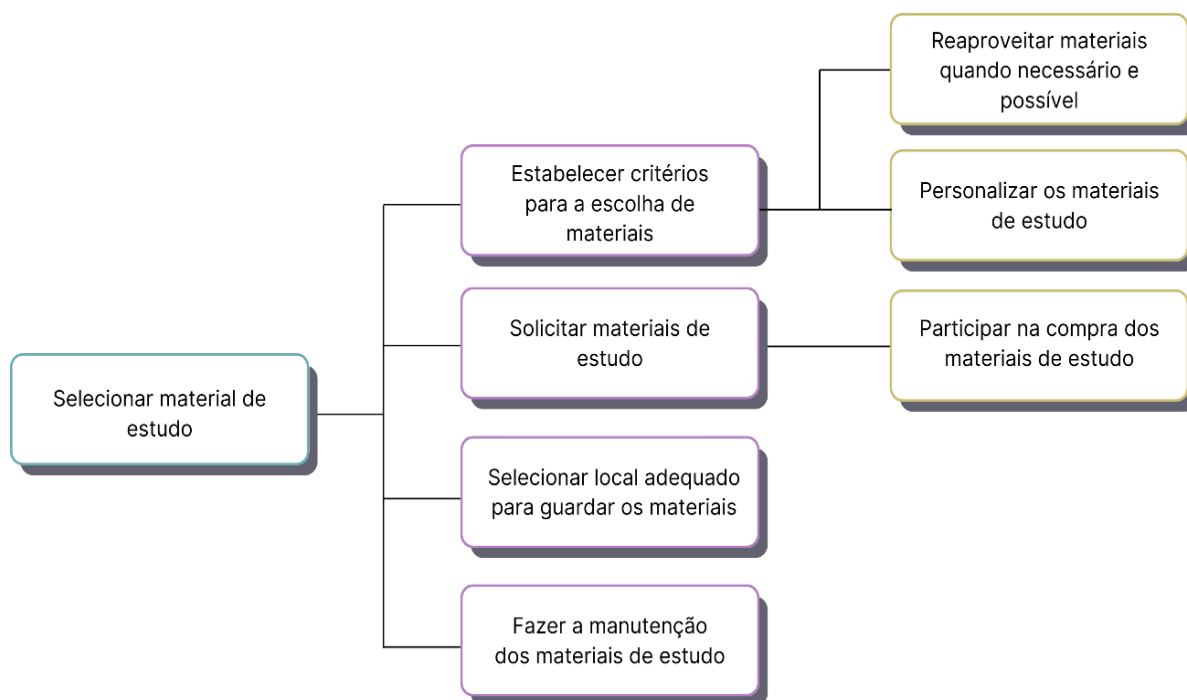 Reaproveitar materiais
quando necessário e
possível
Estabelecer critérios
para a escolha de
materiais
Personalizar os materiais
de estudo
Solicitar materiais de
estudo
Participar na compra dos
materiais de estudo
Selecionar material de
estudo
Selecionar local adequado
para guardar os materiais
Fazer a manutenção
dos materiais de estudo